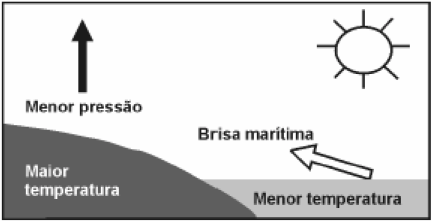 Menor pressão
Brisa marítima
Maior
temperatura
Menor temperatura